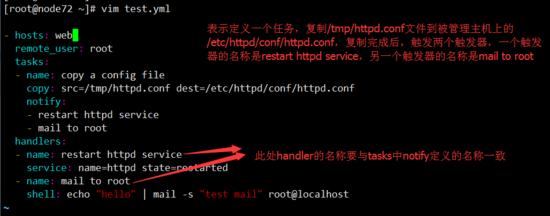 [root@node72 ~]# vim test.yml
- hosts: web
remote_user: root
tasks:
- name: copy a config file
copy: src=/tmp/httpd.conf dest=/etc/httpd/conf/httpd.conf
notify:
- restart httpd service
- mail to root
handlers:
- name: restart httpd service
service: name=httpd state=restarted
- name: mail to root
shell: echo "hello" | mail -s "test mail" root@localhost
~
表示定义一个任务，复制/tmp/httpd.conf文件到被管理主机上的
/etc/httpd/conf/httpd.conf，复制完成后，触发两个触发器，一个触发
器的名称是restart httpd service，另一个触发器的名称是mail to root
此处handler的名称要与tasks中notify定义的名称一致